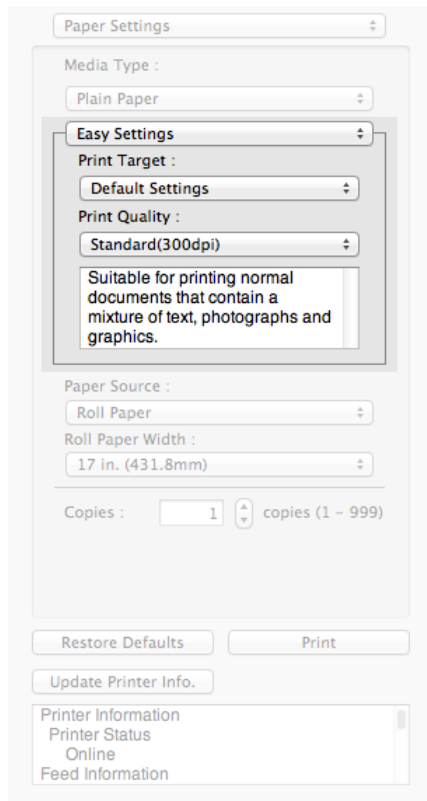 Paper Settings
Media Type :
Plain Paper
Easy Settings
Print Target :
Default Settings
Print Quality :
Standard(300dpi)
Suitable for printing normal
documents that contain a
mixture of text, photographs and
graphics.
Paper Source :
Roll Paper
Roll Paper Width :
17 in. (431.8mm)
Copies : 1 copies (1 – 999)
Restore Defaults Print
Update Printer Info.
Printer Information
Printer Status
Online
Feed Information